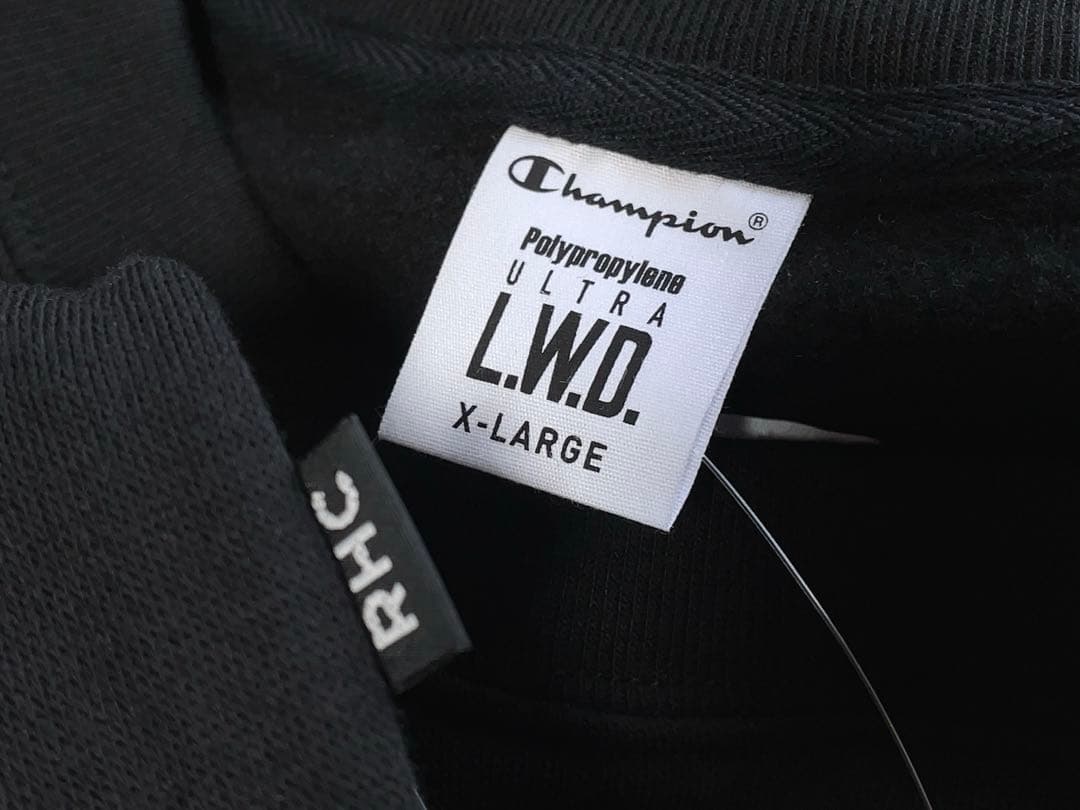 Champion®
Polypropylene
ULTRA
L.W.D.
X-LARGE
RHC